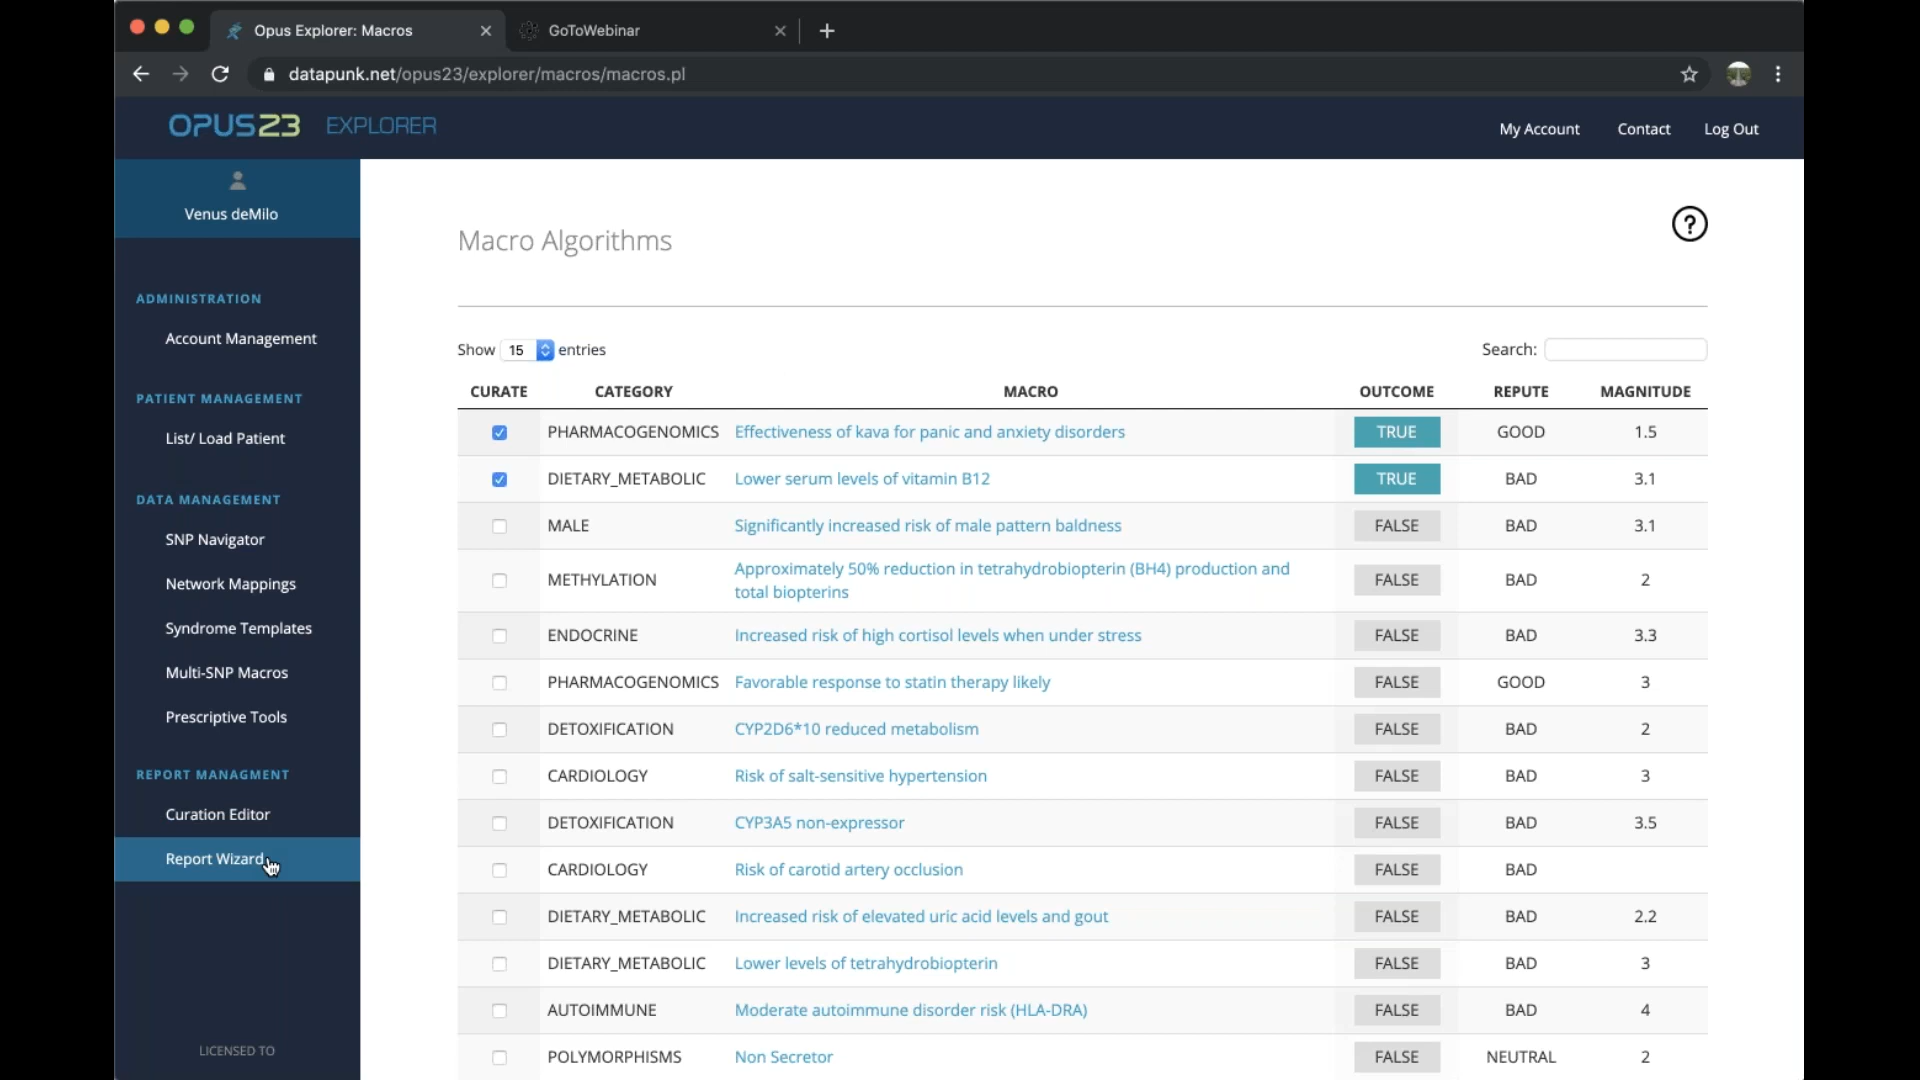 Opus Explorer: Macros
GoToWebinar
datapunk.net/opus23/explorer/macros/macros.pl
OPUS23 EXPLORER
My Account Contact Log Out
Venus deMilo
ADMINISTRATION
Account Management
PATIENT MANAGEMENT
List/ Load Patient
DATA MANAGEMENT
SNP Navigator
Network Mappings
Syndrome Templates
Multi-SNP Macros
Prescriptive Tools
REPORT MANAGMENT
Curation Editor
Report Wizard
LICENSED TO
Macro Algorithms
?
Show 15 entries
Search:
CURATE CATEGORY MACRO OUTCOME REPUTE MAGNITUDE
PHARMACOGENOMICS Effectiveness of kava for panic and anxiety disorders TRUE GOOD 1.5
DIETARY_METABOLIC Lower serum levels of vitamin B12 TRUE BAD 3.1
MALE Significantly increased risk of male pattern baldness FALSE BAD 3.1
METHYLATION Approximately 50% reduction in tetrahydrobiopterin (BH4) production and
total biopterins FALSE BAD 2
ENDOCRINE Increased risk of high cortisol levels when under stress FALSE BAD 3.3
PHARMACOGENOMICS Favorable response to statin therapy likely FALSE GOOD 3
DETOXIFICATION CYP2D6*10 reduced metabolism FALSE BAD 2
CARDIOLOGY Risk of salt-sensitive hypertension FALSE BAD 3
DETOXIFICATION CYP3A5 non-expressor FALSE BAD 3.5
CARDIOLOGY Risk of carotid artery occlusion FALSE BAD
DIETARY_METABOLIC Increased risk of elevated uric acid levels and gout FALSE BAD 2.2
DIETARY_METABOLIC Lower levels of tetrahydrobiopterin FALSE BAD 3
AUTOIMMUNE Moderate autoimmune disorder risk (HLA-DRA) FALSE BAD 4
POLYMORPHISMS Non Secretor FALSE NEUTRAL 2